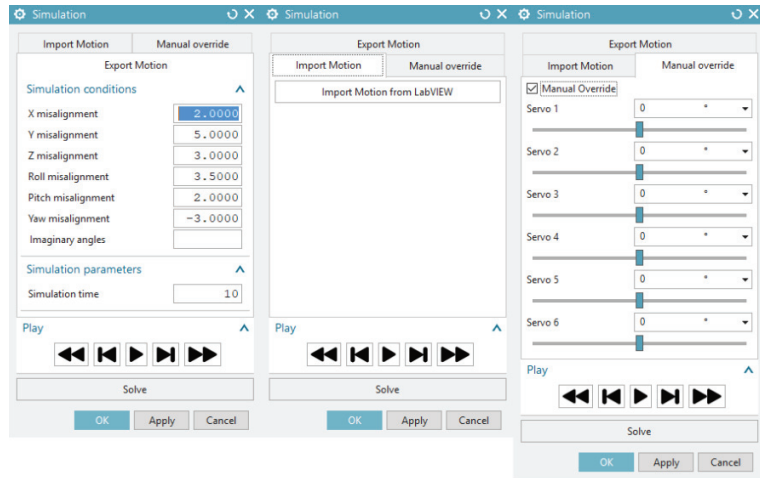 Simulation
Import Motion
Manual override
Export Motion
Simulation conditions
X misalignment 2.0000
Y misalignment 5.0000
Z misalignment 3.0000
Roll misalignment 3.5000
Pitch misalignment 2.0000
Yaw misalignment -3.0000
Imaginary angles
Simulation parameters
Simulation time 10
Play
Solve
OK Apply Cancel
Simulation
Export Motion
Import Motion Manual override
Import Motion from LabVIEW
Play
Solve
OK Apply Cancel
Simulation
Export Motion
Import Motion Manual override
Manual Override
Servo 1 0 °
Servo 2 0 °
Servo 3 0 °
Servo 4 0 °
Servo 5 0 °
Servo 6 0 °
Play
Solve
OK Apply Cancel